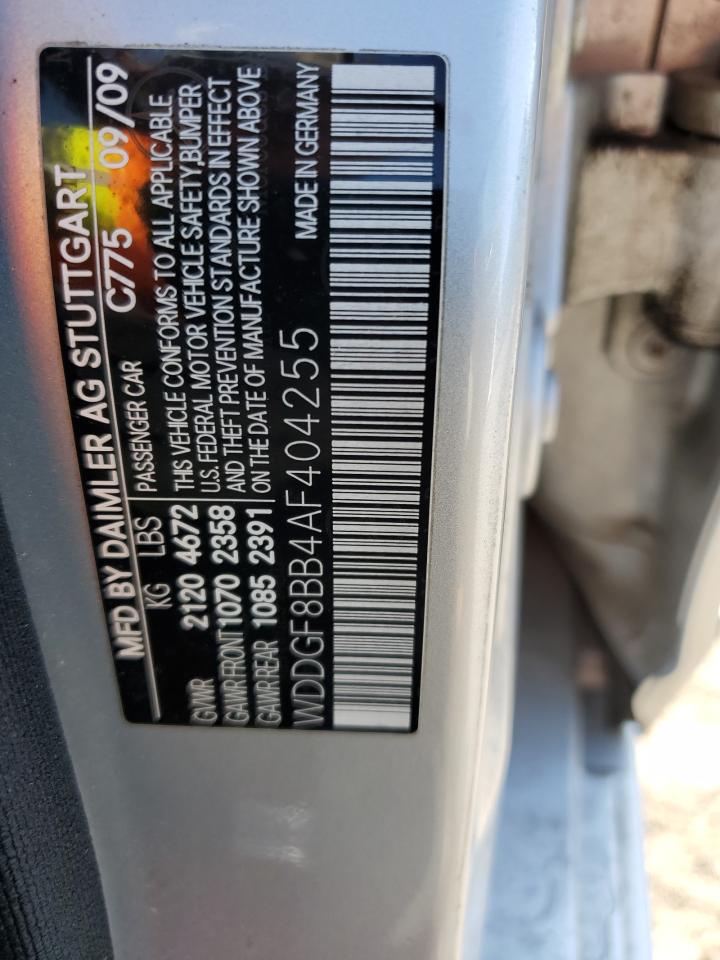 MFD BY DAIMLER AG STUTTGART
KG LBS PASSENGER CAR C775 09/09
GVWR 2120 4672 THIS VEHICLE CONFORMS TO ALL APPLICABLE
U.S. FEDERAL MOTOR VEHICLE SAFETY,BUMPER
GAWR FRONT 1070 2358 AND THEFT PREVENTION STANDARDS IN EFFECT
GAWR REAR 1085 2391 ON THE DATE OF MANUFACTURE SHOWN ABOVE
WDDGF8BB4AF404255 MADE IN GERMANY